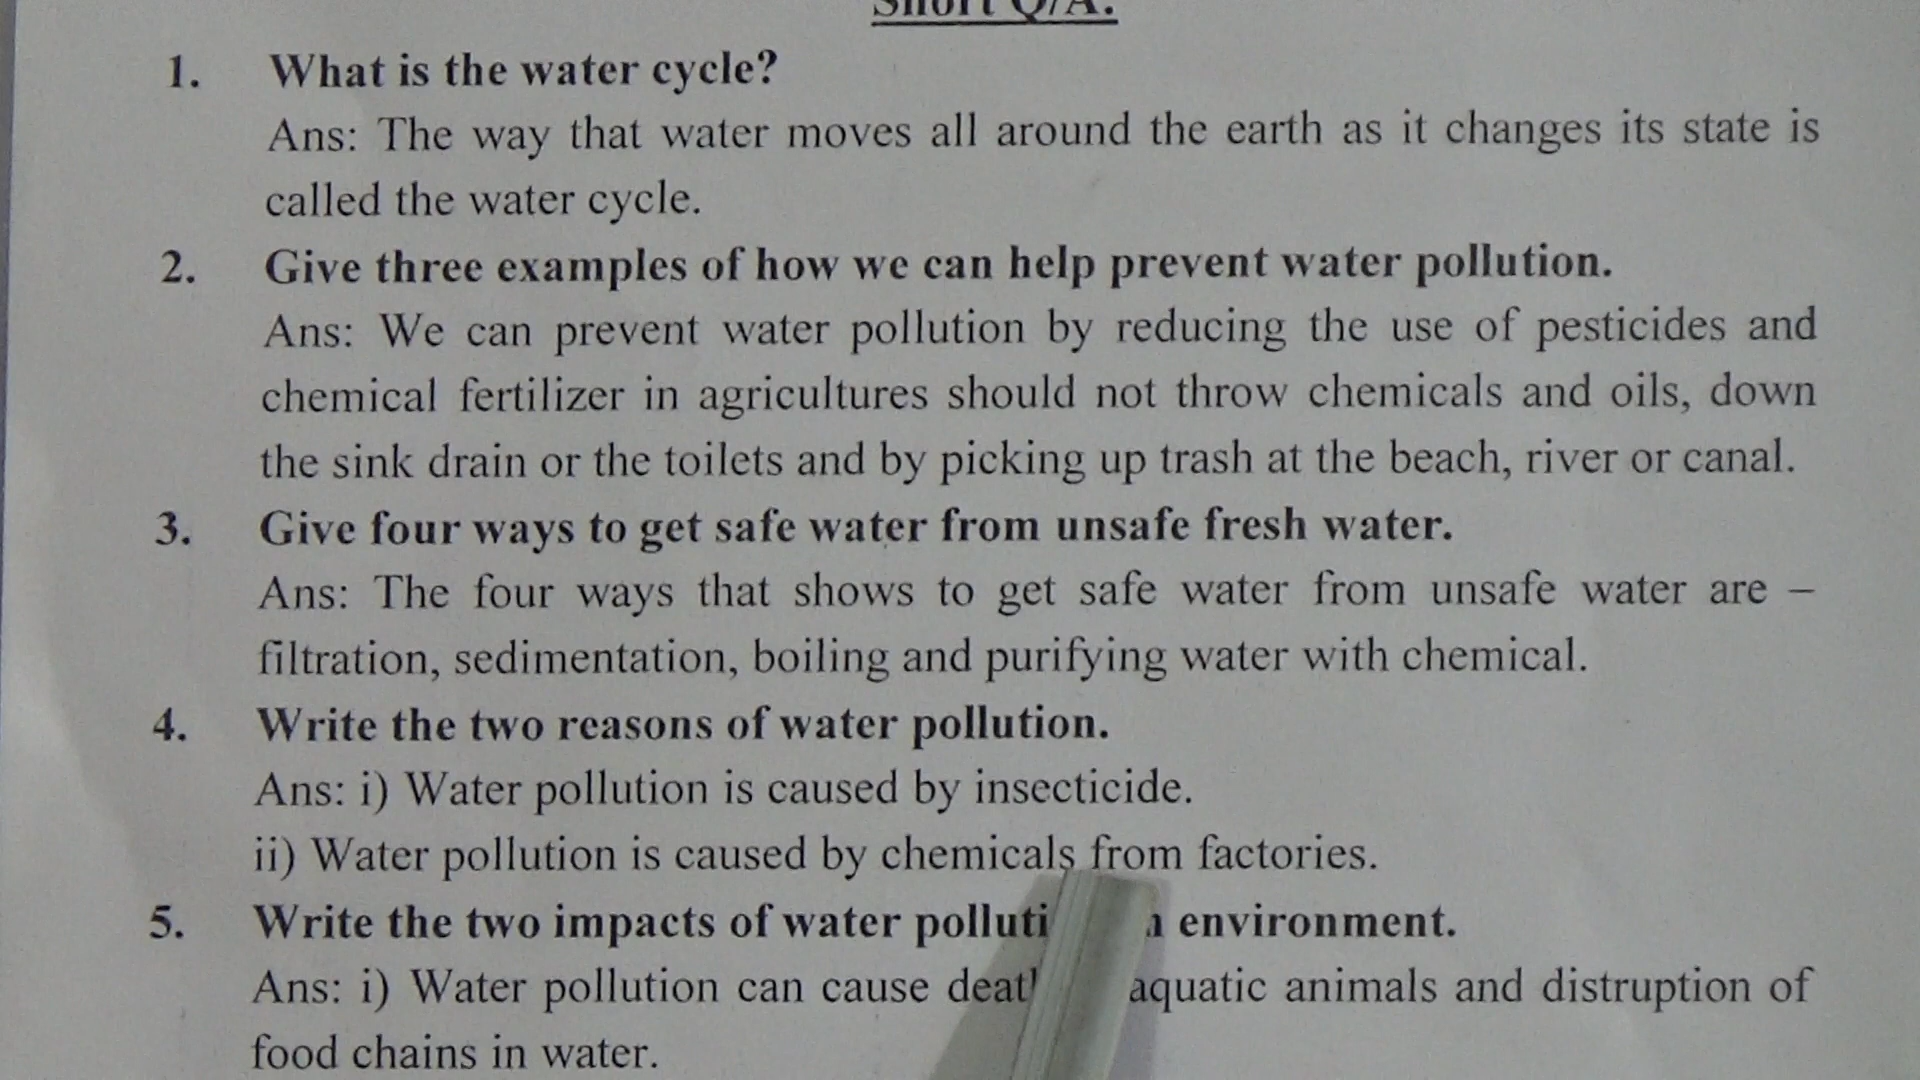 Short Q/A:
1. What is the water cycle?
Ans: The way that water moves all around the earth as it changes its state is
called the water cycle.
2. Give three examples of how we can help prevent water pollution.
Ans: We can prevent water pollution by reducing the use of pesticides and
chemical fertilizer in agricultures should not throw chemicals and oils, down
the sink drain or the toilets and by picking up trash at the beach, river or canal.
3. Give four ways to get safe water from unsafe fresh water.
Ans: The four ways that shows to get safe water from unsafe water are –
filtration, sedimentation, boiling and purifying water with chemical.
4. Write the two reasons of water pollution.
Ans: i) Water pollution is caused by insecticide.
ii) Water pollution is caused by chemicals from factories.
5. Write the two impacts of water environment.
Ans: i) Water pollution can cause aquatic animals and distruption of
food chains in water.